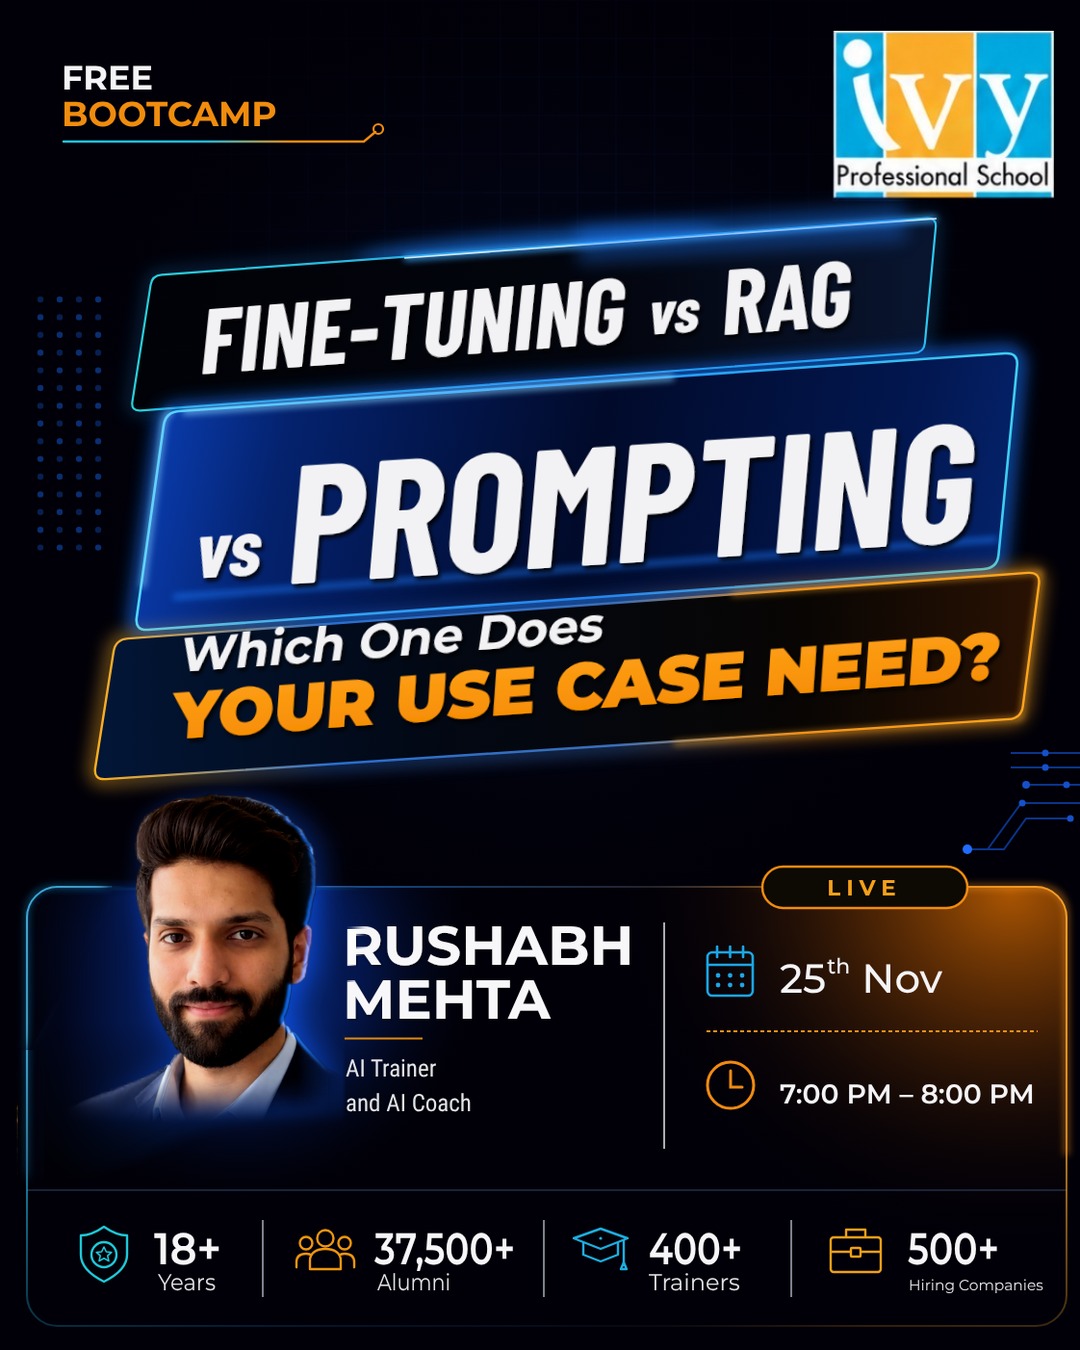 FREE
BOOTCAMP
ivy
Professional School
FINE-TUNING vs RAG
vs PROMPTING
Which One Does
YOUR USE CASE NEED?
LIVE
RUSHABH
MEHTA
AI Trainer
and AI Coach
25th Nov
7:00 PM – 8:00 PM
18+
Years
37,500+
Alumni
400+
Trainers
500+
Hiring Companies